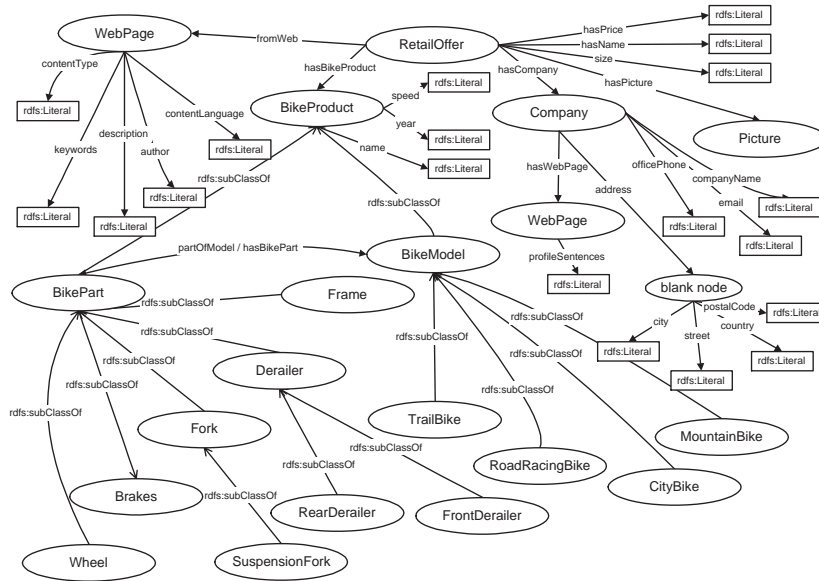 WebPage
fromWeb
RetailOffer
hasPrice
rdfs:Literal
hasName
rdfs:Literal
size
rdfs:Literal
hasPicture
Picture
contentType
rdfs:Literal
hasBikeProduct
hasCompany
speed
rdfs:Literal
contentLanguage
BikeProduct
Company
year
rdfs:Literal
keywords
description
author
rdfs:Literal
name
rdfs:Literal
officePhone
companyName
hasWebPage
email
rdfs:subClassOf
rdfs:subClassOf
address
rdfs:Literal
rdfs:Literal
rdfs:Literal
rdfs:Literal
WebPage
rdfs:Literal
rdfs:Literal
rdfs:Literal
partOfModel / hasBikePart
BikeModel
profileSentences
rdfs:Literal
blank node
BikePart
rdfs:subClassOf
Frame
rdfs:subClassOf
postalCode
rdfs:Literal
city
country
street
rdfs:subClassOf
rdfs:subClassOf
rdfs:Literal
rdfs:Literal
rdfs:Literal
Derailer
rdfs:subClassOf
rdfs:subClassOf
rdfs:subClassOf
rdfs:subClassOf
rdfs:subClassOf
Fork
TrailBike
MountainBike
rdfs:subClassOf
rdfs:subClassOf
RoadRacingBike
CityBike
Brakes
rdfs:subClassOf
RearDerailer
FrontDerailer
Wheel
SuspensionFork